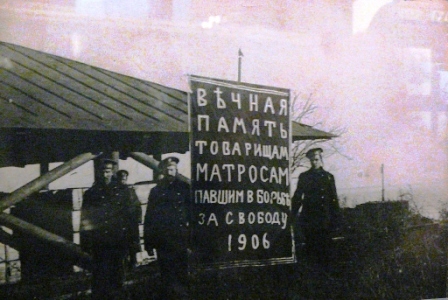 ВѢЧНАЯ
ПАМЯТЬ
ТОВАРИЩАМ
МАТРОСАМ
ПАВШИМ В БОРЬБѢ
ЗА СВОБОДУ
1906